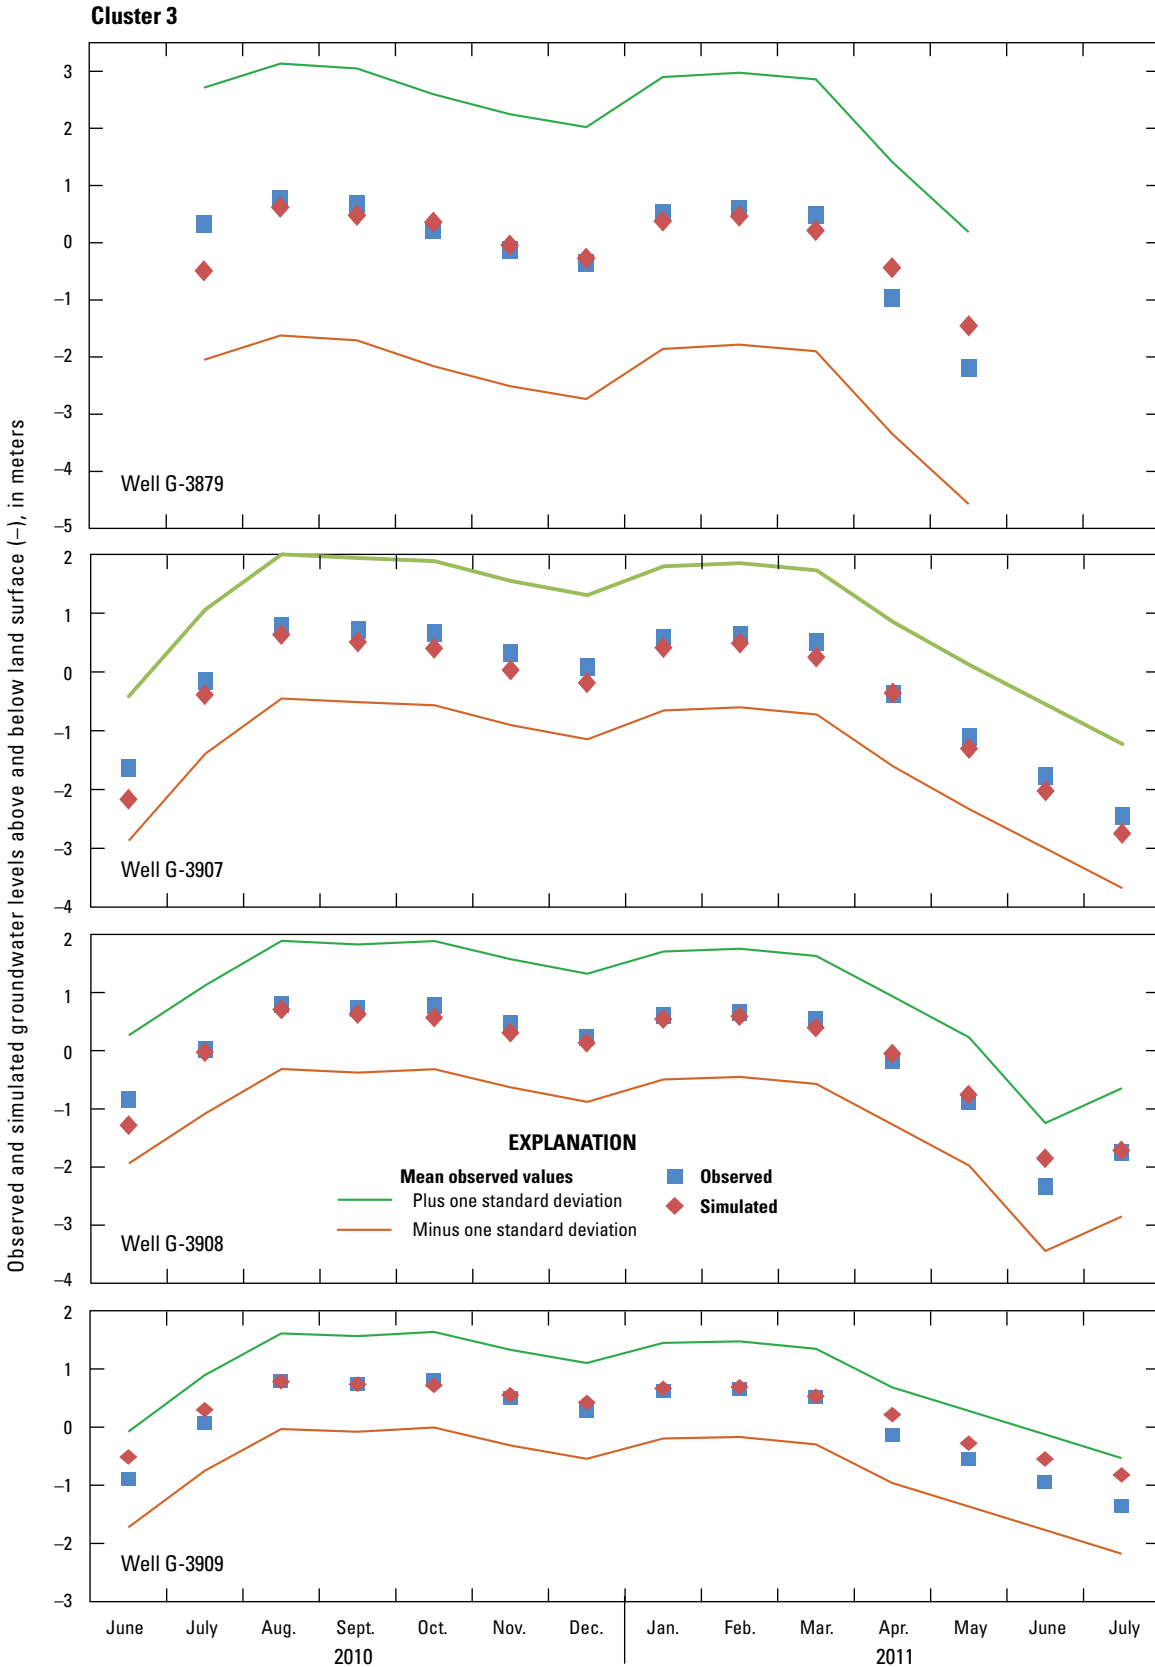 Cluster 3
Observed and simulated groundwater levels above and below land surface (–), in meters
3
2
1
0
–1
–2
–3
–4
–5
Well G-3879
2
1
0
–1
–2
–3
–4
Well G-3907
2
1
0
–1
–2
–3
–4
Well G-3908
EXPLANATION
Mean observed values
Plus one standard deviation
Minus one standard deviation
Observed
Simulated
2
1
0
–1
–2
–3
Well G-3909
June July Aug. Sept. Oct. Nov. Dec. Jan. Feb. Mar. Apr. May June July
2010 2011